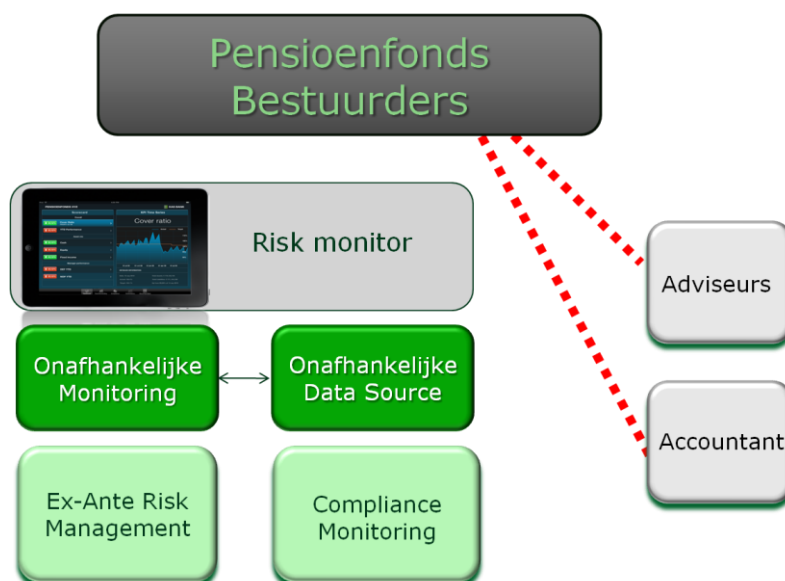 Pensioenfonds
Bestuurders
Cover ratio
Risk monitor
Adviseurs
Onafhankelijke
Monitoring
Onafhankelijke
Data Source
Accountant
Ex-Ante Risk
Management
Compliance
Monitoring